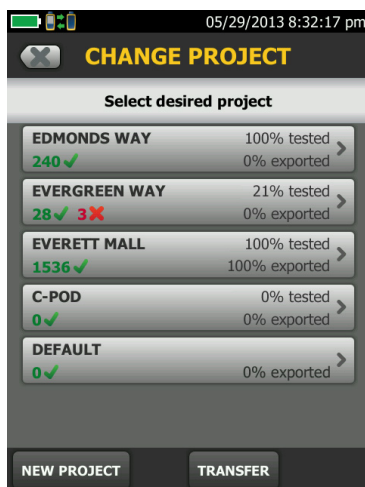 05/29/2013 8:32:17 pm
CHANGE PROJECT
Select desired project
EDMONDS WAY 100% tested
240 0% exported
EVERGREEN WAY 21% tested
28 3 0% exported
EVERETT MALL 100% tested
1536 100% exported
C-POD 0% tested
0 0% exported
DEFAULT
0 0% exported
NEW PROJECT TRANSFER